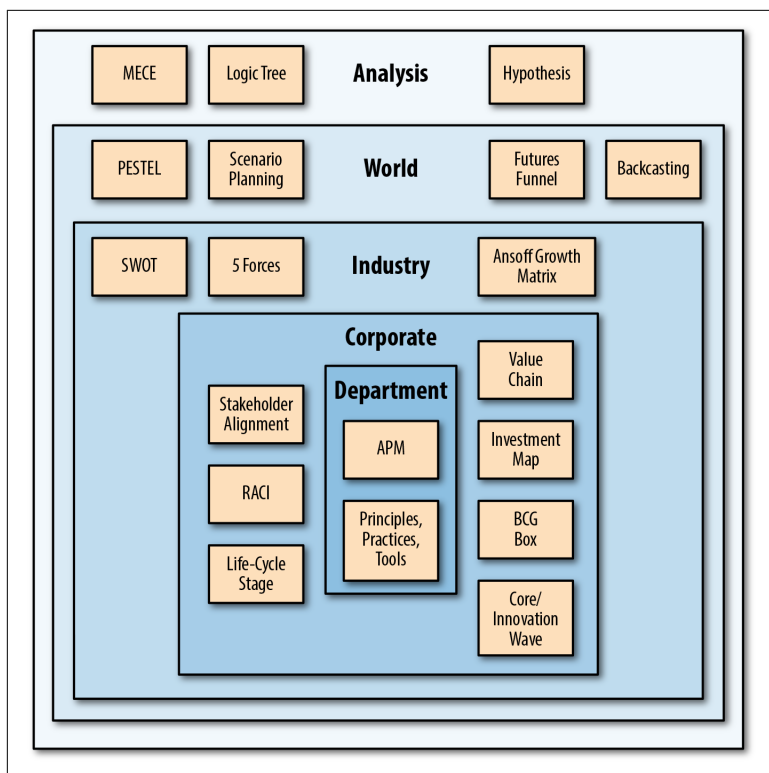 MECE
Logic Tree
Analysis
Hypothesis
PESTEL
Scenario
Planning
World
Futures
Funnel
Backcasting
SWOT
5 Forces
Industry
Ansoff Growth
Matrix
Corporate
Stakeholder
Alignment
RACI
Life-Cycle
Stage
Department
APM
Principles,
Practices,
Tools
Value
Chain
Investment
Map
BCG
Box
Core/
Innovation
Wave